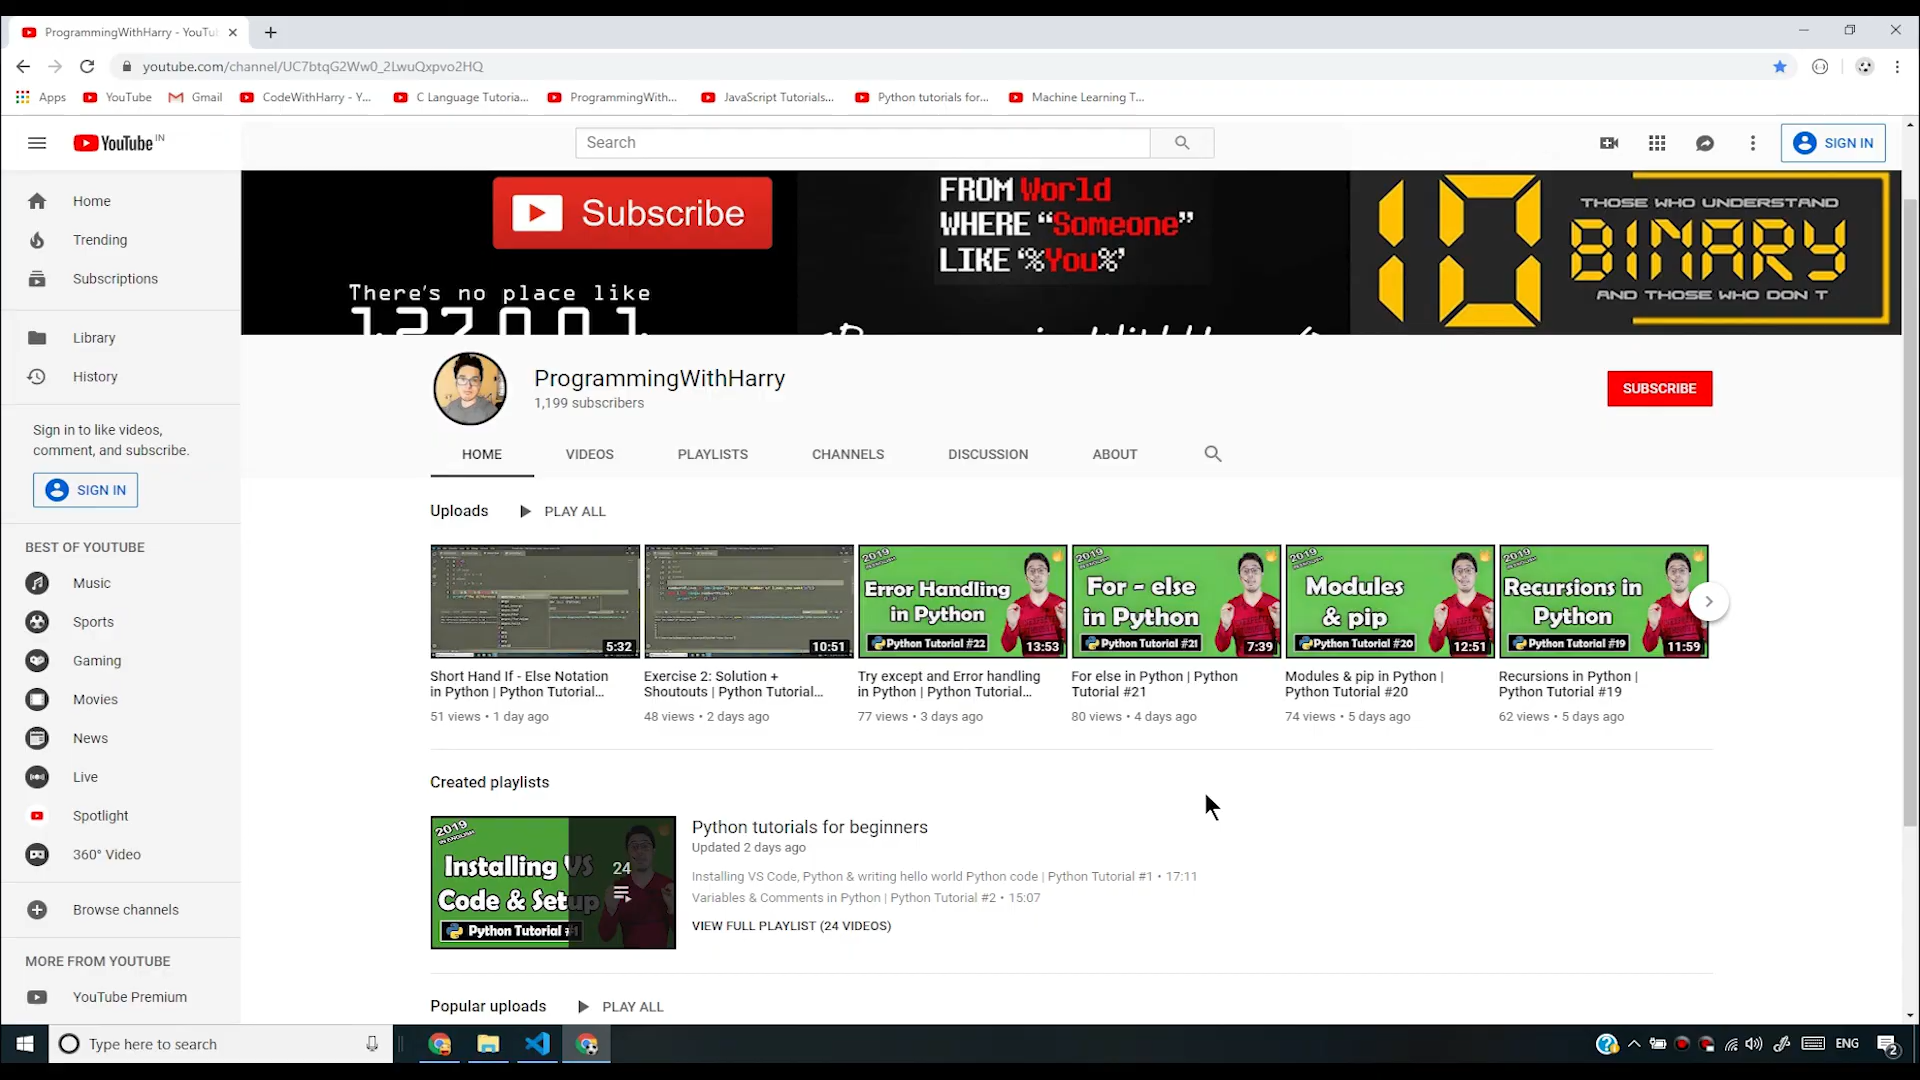 ProgrammingWithHarry - YouTu
youtube.com/channel/UC7btqG2Ww0_2LwuQxpvo2HQ
Apps
YouTube
Gmail
CodeWithHarry - Y...
C Language Tutoria...
ProgrammingWith...
JavaScript Tutorials...
Python tutorials for...
Machine Learning T...
YouTube IN
Search
SIGN IN
Home
Trending
Subscriptions
Library
History
Sign in to like videos,
comment, and subscribe.
SIGN IN
BEST OF YOUTUBE
Music
Sports
Gaming
Movies
News
Live
Spotlight
360° Video
Browse channels
MORE FROM YOUTUBE
YouTube Premium
Subscribe
There's no place like
127.0.0.1
FROM World
WHERE “Someone”
LIKE ‘%You%’
10
THOSE WHO UNDERSTAND
BINARY
AND THOSE WHO DON T
ProgrammingWithHarry
1,199 subscribers
SUBSCRIBE
HOME
VIDEOS
PLAYLISTS
CHANNELS
DISCUSSION
ABOUT
Uploads
PLAY ALL
5:32
Short Hand If - Else Notation
in Python | Python Tutorial...
51 views • 1 day ago
10:51
Exercise 2: Solution +
Shoutouts | Python Tutorial...
48 views • 2 days ago
2019
Error Handling
in Python
Python Tutorial #22
13:53
Try except and Error handling
in Python | Python Tutorial...
77 views • 3 days ago
2019
For - else
in Python
Python Tutorial #21
7:39
For else in Python | Python
Tutorial #21
80 views • 4 days ago
2019
Modules
& pip
Python Tutorial #20
12:51
Modules & pip in Python |
Python Tutorial #20
74 views • 5 days ago
2019
Recursions in
Python
Python Tutorial #19
11:59
Recursions in Python |
Python Tutorial #19
62 views • 5 days ago
Created playlists
2019
IN ENGLISH
Installing VS
Code & Setup
Python Tutorial #1
24
Python tutorials for beginners
Updated 2 days ago
Installing VS Code, Python & writing hello world Python code | Python Tutorial #1 • 17:11
Variables & Comments in Python | Python Tutorial #2 • 15:07
VIEW FULL PLAYLIST (24 VIDEOS)
Popular uploads
PLAY ALL
Type here to search
ENG
2